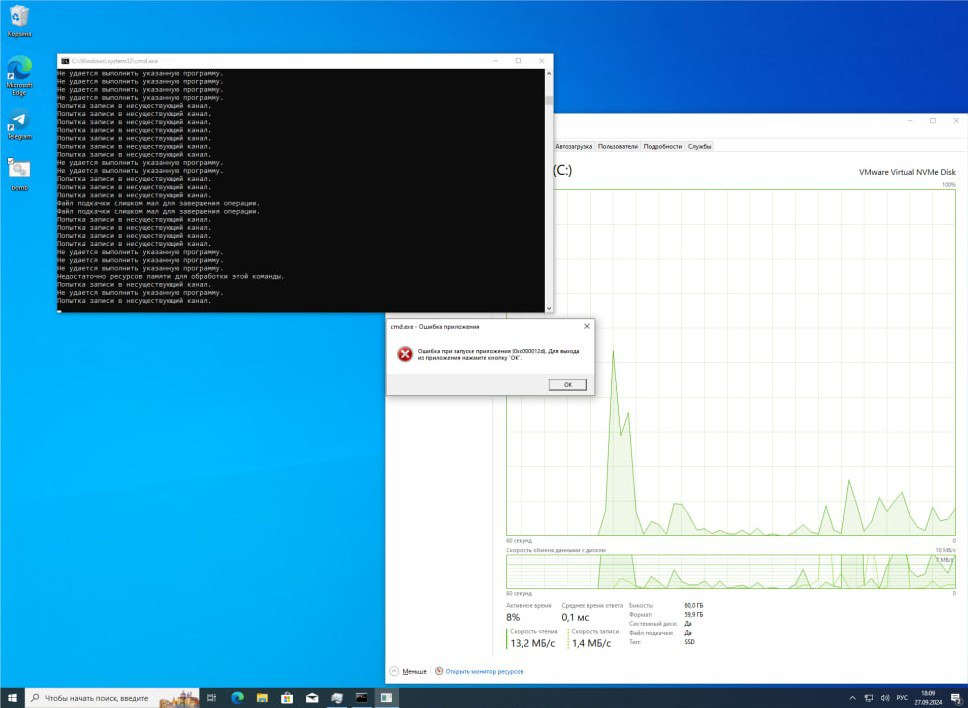 Корзина
Microsoft
Edge
Telegram
bomb
C:\Windows\system32\cmd.exe
Не удается выполнить указанную программу.
Не удается выполнить указанную программу.
Не удается выполнить указанную программу.
Не удается выполнить указанную программу.
Попытка записи в несуществующий канал.
Попытка записи в несуществующий канал.
Попытка записи в несуществующий канал.
Попытка записи в несуществующий канал.
Попытка записи в несуществующий канал.
Попытка записи в несуществующий канал.
Попытка записи в несуществующий канал.
Не удается выполнить указанную программу.
Не удается выполнить указанную программу.
Попытка записи в несуществующий канал.
Попытка записи в несуществующий канал.
Попытка записи в несуществующий канал.
Файл подкачки слишком мал для завершения операции.
Файл подкачки слишком мал для завершения операции.
Попытка записи в несуществующий канал.
Попытка записи в несуществующий канал.
Попытка записи в несуществующий канал.
Попытка записи в несуществующий канал.
Не удается выполнить указанную программу.
Не удается выполнить указанную программу.
Не удается выполнить указанную программу.
Недостаточно ресурсов памяти для обработки этой команды.
Попытка записи в несуществующий канал.
Не удается выполнить указанную программу.
Попытка записи в несуществующий канал.
Автозагрузка Пользователи Подробности Службы
(C:)
VMware Virtual NVMe Disk
100%
cmd.exe - Ошибка приложения
Ошибка при запуске приложения (0xc000012d). Для выхода
из приложения нажмите кнопку "ОК".
ОК
60 секунд 0
Скорость обмена данными с диском 10 МБ/с
7 МБ/с
60 секунд 0
Активное время Среднее время ответа
8% 0,1 мс
Скорость чтения Скорость записи
13,2 МБ/с 1,4 МБ/с
Емкость: 60,0 ГБ
Формат: 59,9 ГБ
Системный диск: Да
Файл подкачки: Да
Тип: SSD
Меньше Открыть монитор ресурсов
Чтобы начать поиск, введите
РУС
18:09
27.09.2024